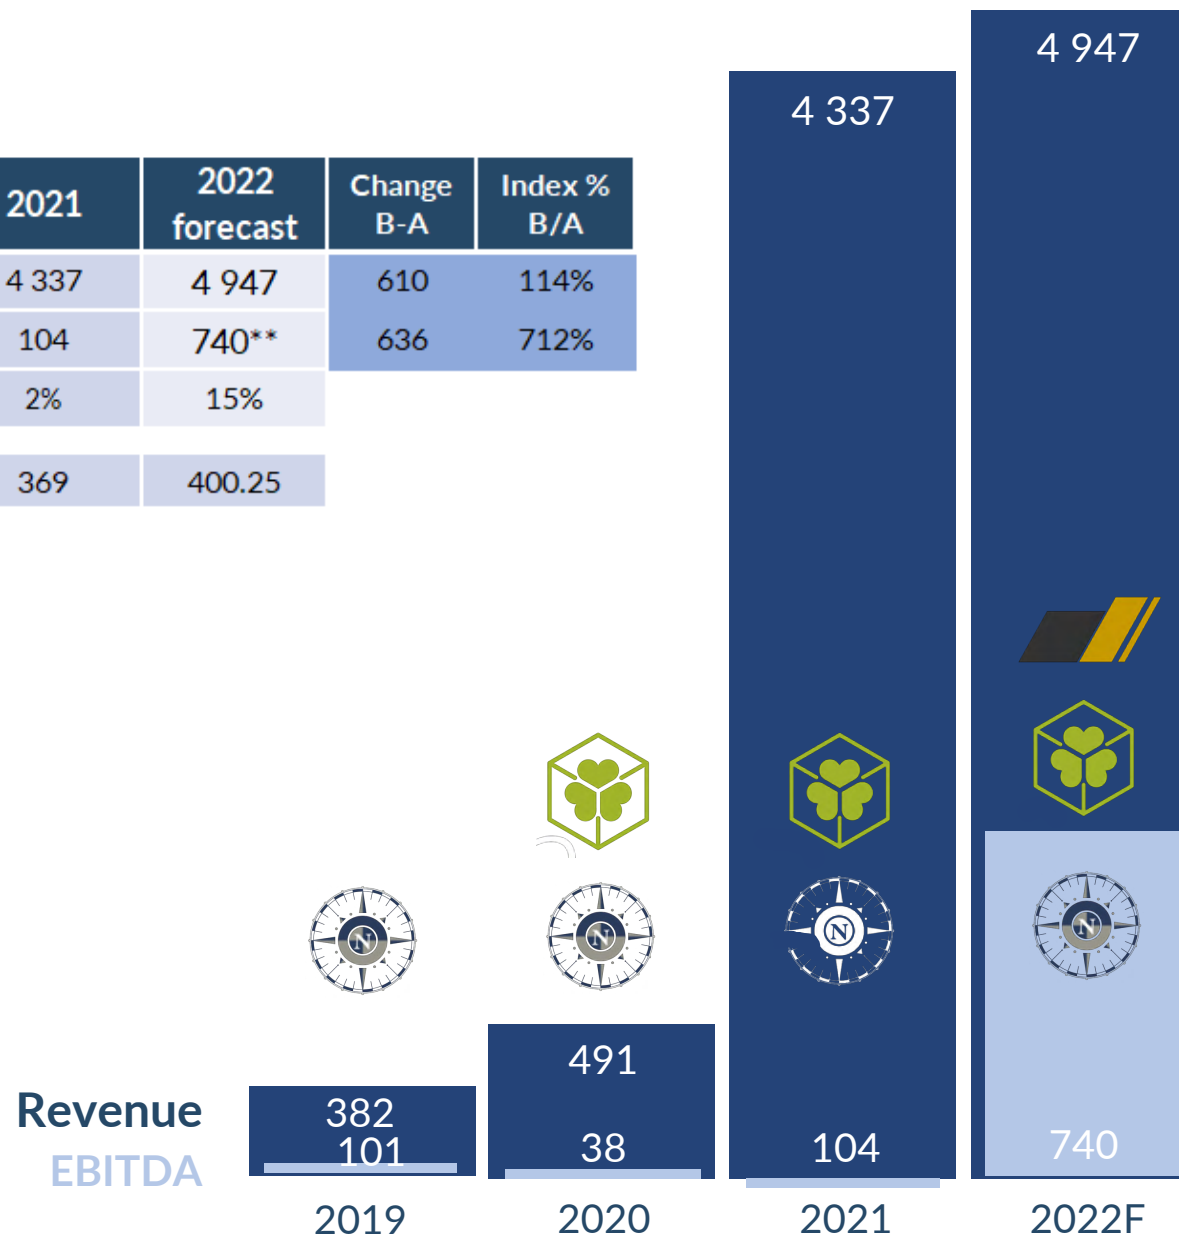 4 947
4 337
2021 2022 forecast Change B-A Index % B/A
4 337 4 947 610 114%
104 740** 636 712%
2% 15%
369 400.25
N N N N
491
Revenue 382
101 38 104 740
EBITDA
2019 2020 2021 2022F